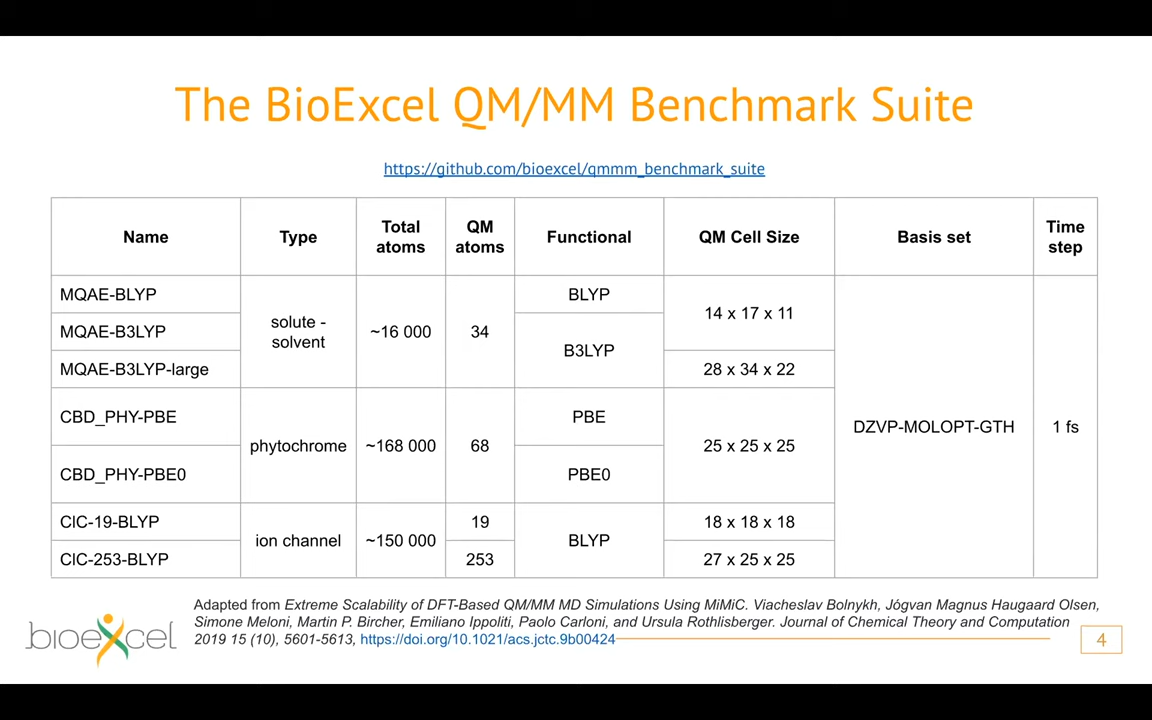 The BioExcel QM/MM Benchmark Suite
https://github.com/bioexcel/qmmm_benchmark_suite
Name
Type
Total
atoms
QM
atoms
Functional
QM Cell Size
Basis set
Time
step
MQAE-BLYP
MQAE-B3LYP
MQAE-B3LYP-large
solute -
solvent
~16 000
34
BLYP
B3LYP
14 x 17 x 11
28 x 34 x 22
CBD_PHY-PBE
CBD_PHY-PBE0
phytochrome
~168 000
68
PBE
PBE0
25 x 25 x 25
DZVP-MOLOPT-GTH
1 fs
ClC-19-BLYP
ClC-253-BLYP
ion channel
~150 000
19
253
BLYP
18 x 18 x 18
27 x 25 x 25
Adapted from Extreme Scalability of DFT-Based QM/MM MD Simulations Using MiMiC. Viacheslav Bolnykh, Jógvan Magnus Haugaard Olsen,
Simone Meloni, Martin P. Bircher, Emiliano Ippoliti, Paolo Carloni, and Ursula Rothlisberger. Journal of Chemical Theory and Computation
2019 15 (10), 5601-5613, https://doi.org/10.1021/acs.jctc.9b00424
bioexcel
4